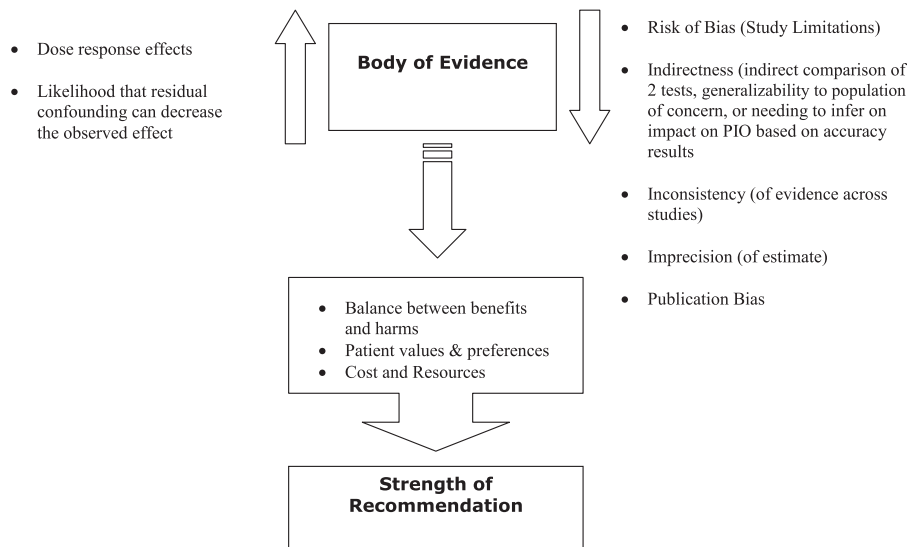 • Dose response effects
• Likelihood that residual
confounding can decrease
the observed effect
Body of Evidence
• Risk of Bias (Study Limitations)
• Indirectness (indirect comparison of
2 tests, generalizability to population
of concern, or needing to infer on
impact on PIO based on accuracy
results
• Inconsistency (of evidence across
studies)
• Imprecision (of estimate)
• Publication Bias
• Balance between benefits
and harms
• Patient values & preferences
• Cost and Resources
Strength of
Recommendation